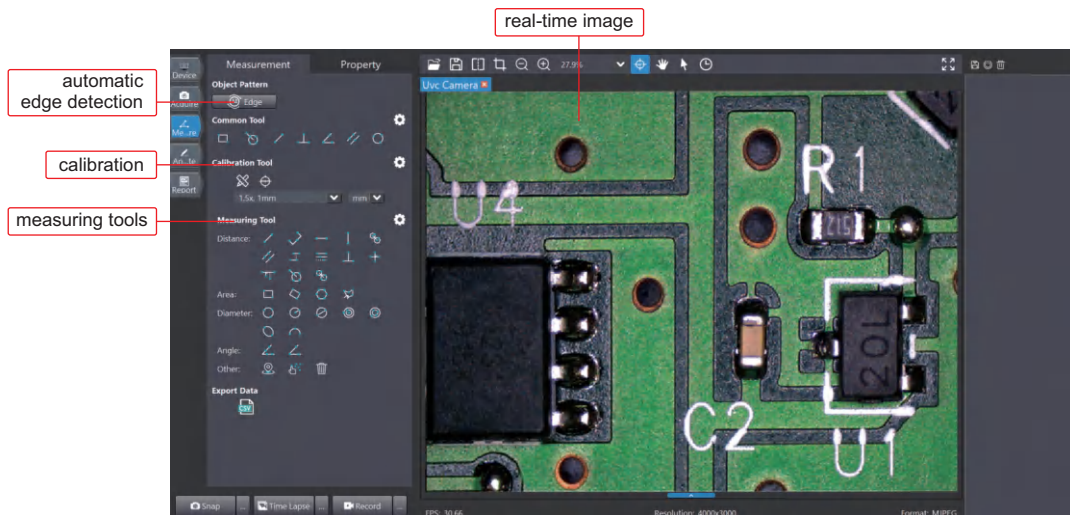 real-time image
automatic
edge detection
calibration
measuring tools
Device
Acquire
Me...re
An...te
Report
Measurement
Property
Object Pattern
Edge
Common Tool
Calibration Tool
1.5x, 1mm
mm
Measuring Tool
Distance:
Area:
Diameter:
Angle:
Other:
Export Data
CSV
Snap
...
Time Lapse
...
Record
...
27.9%
Uvc Camera
U4
R1
215
20L
C2
U1
FPS: 30.66
Resolution: 4000x3000
Format: MJPEG